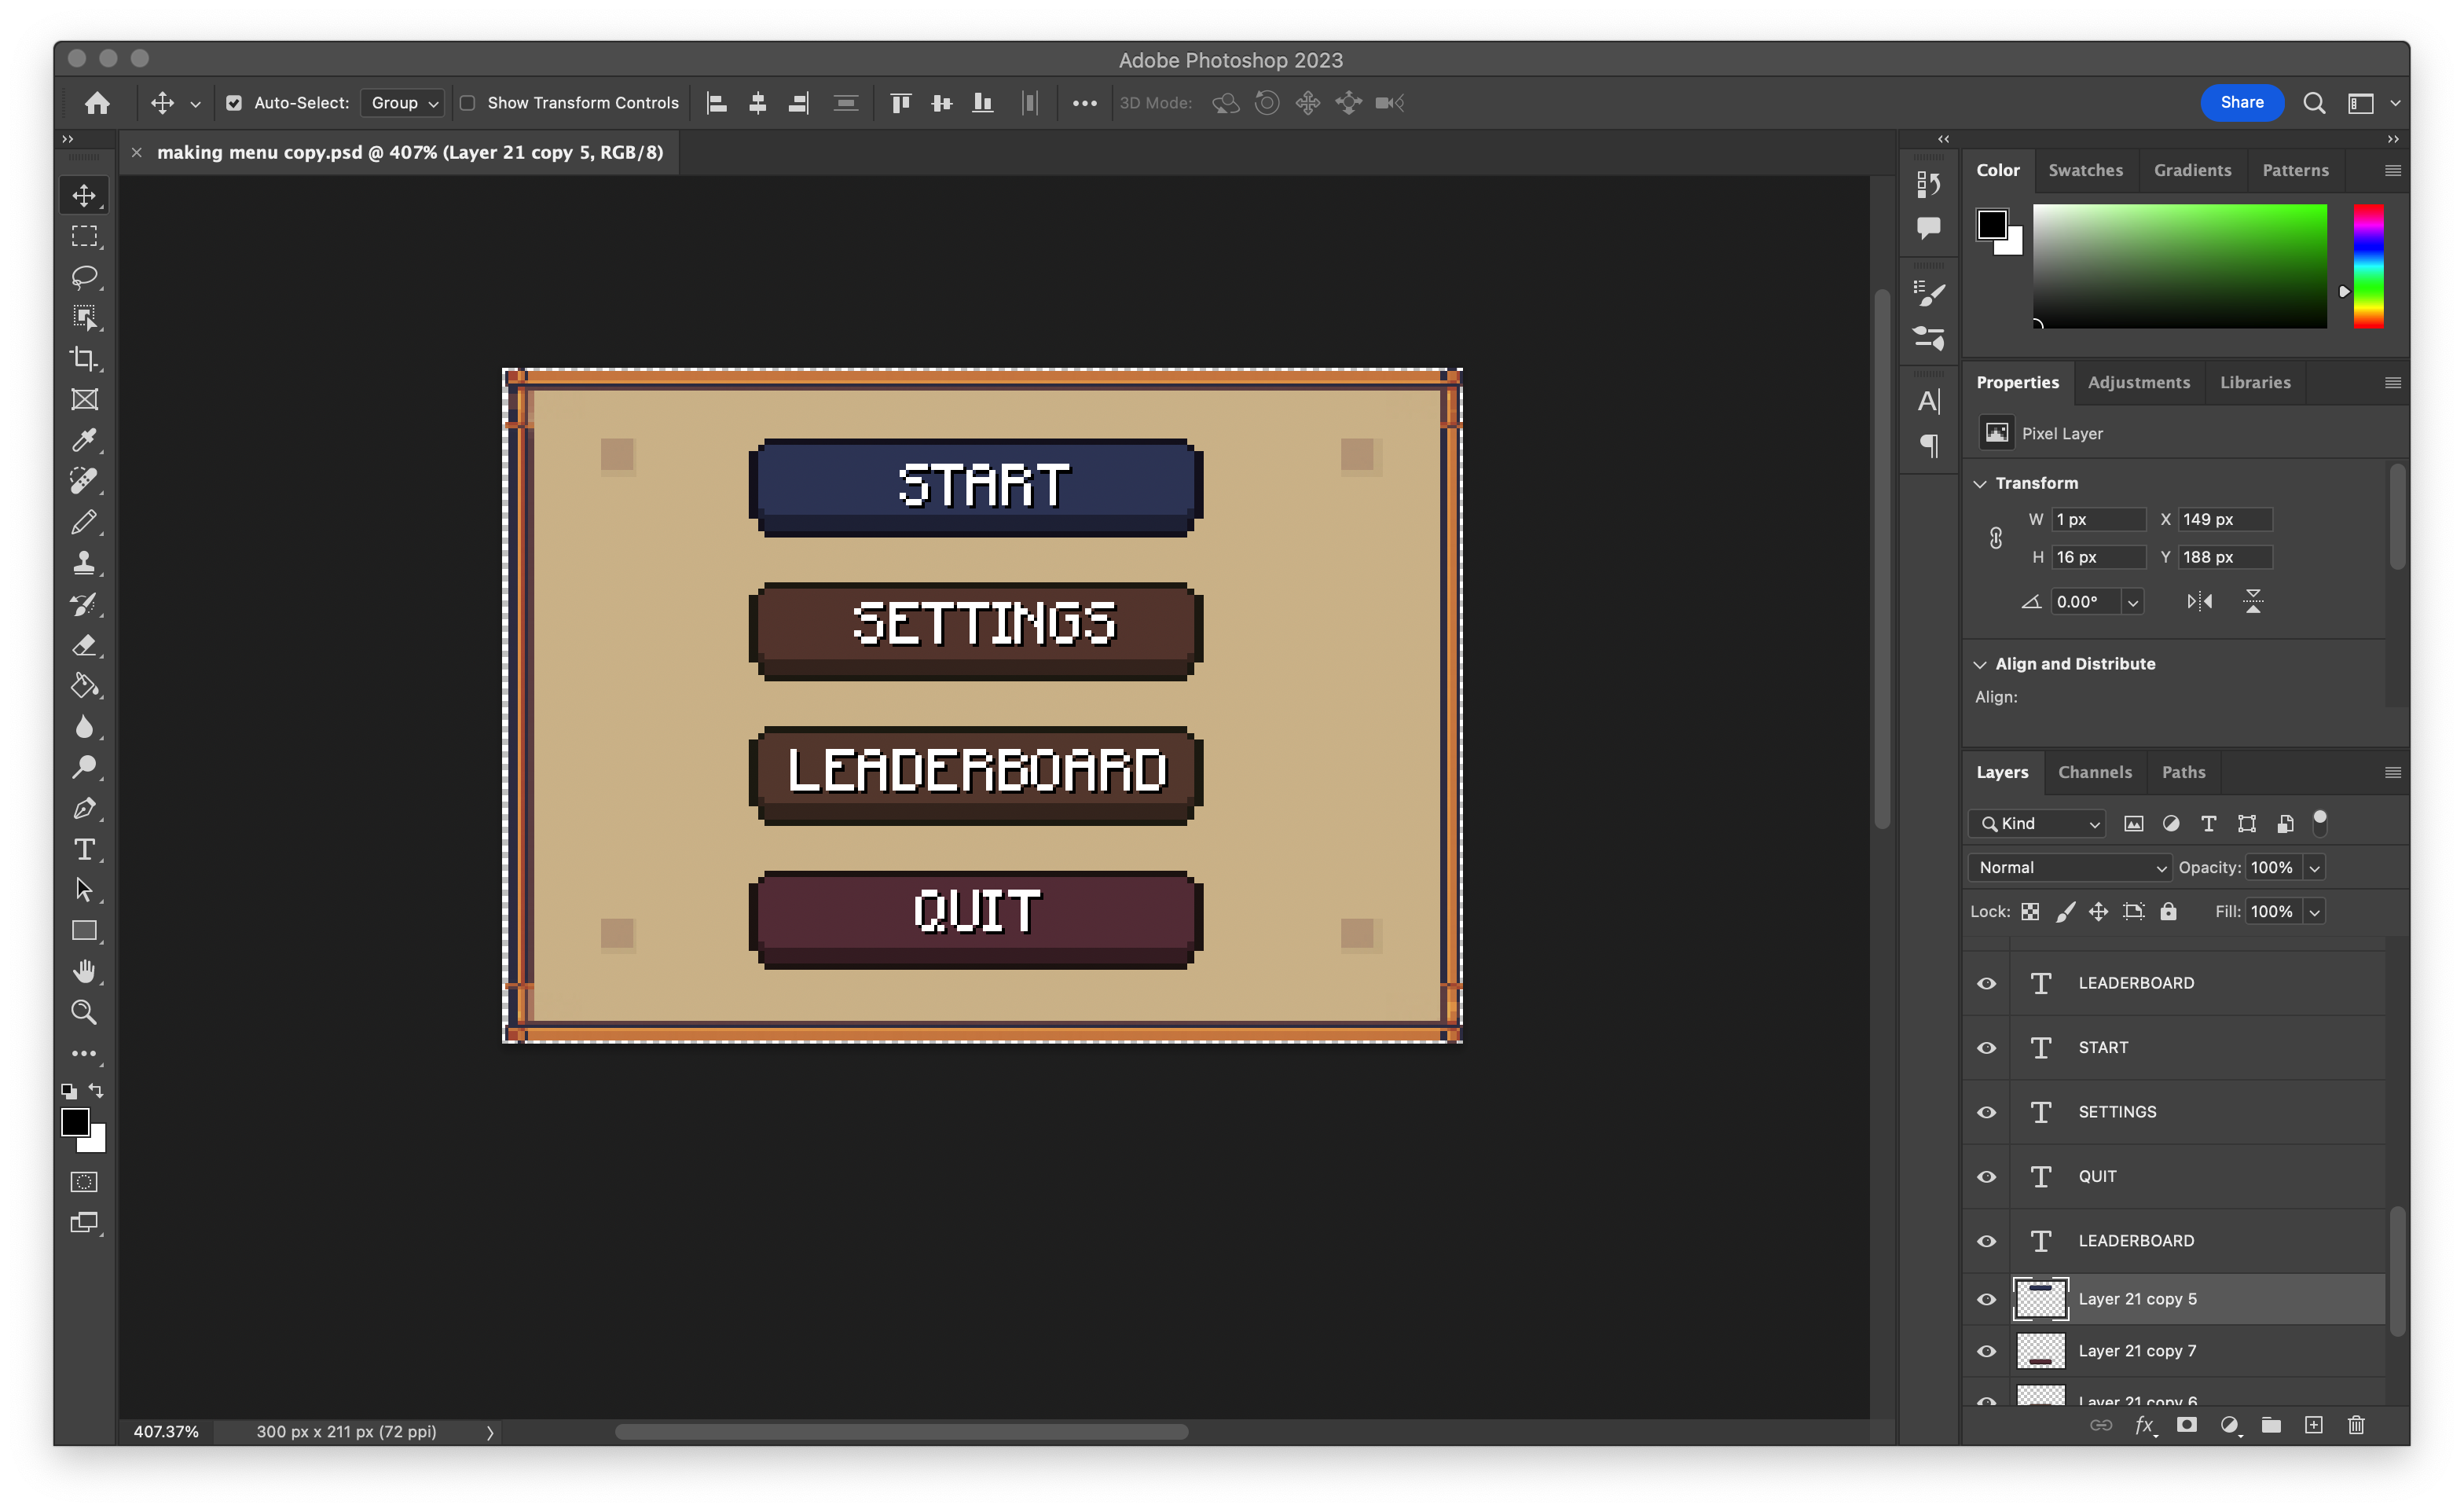 Adobe Photoshop 2023
Auto-Select: Group Show Transform Controls 3D Mode: Share
making menu copy.psd @ 407% (Layer 21 copy 5, RGB/8)
START
SETTINGS
LEADERBOARD
QUIT
407.37% 300 px x 211 px (72 ppi)
Color Swatches Gradients Patterns
Properties Adjustments Libraries
Pixel Layer
Transform
W 1 px X 149 px
H 16 px Y 188 px
0.00°
Align and Distribute
Align:
Layers Channels Paths
Kind
Normal Opacity: 100%
Lock: Fill: 100%
LEADERBOARD
START
SETTINGS
QUIT
LEADERBOARD
Layer 21 copy 5
Layer 21 copy 7
Layer 21 copy 6